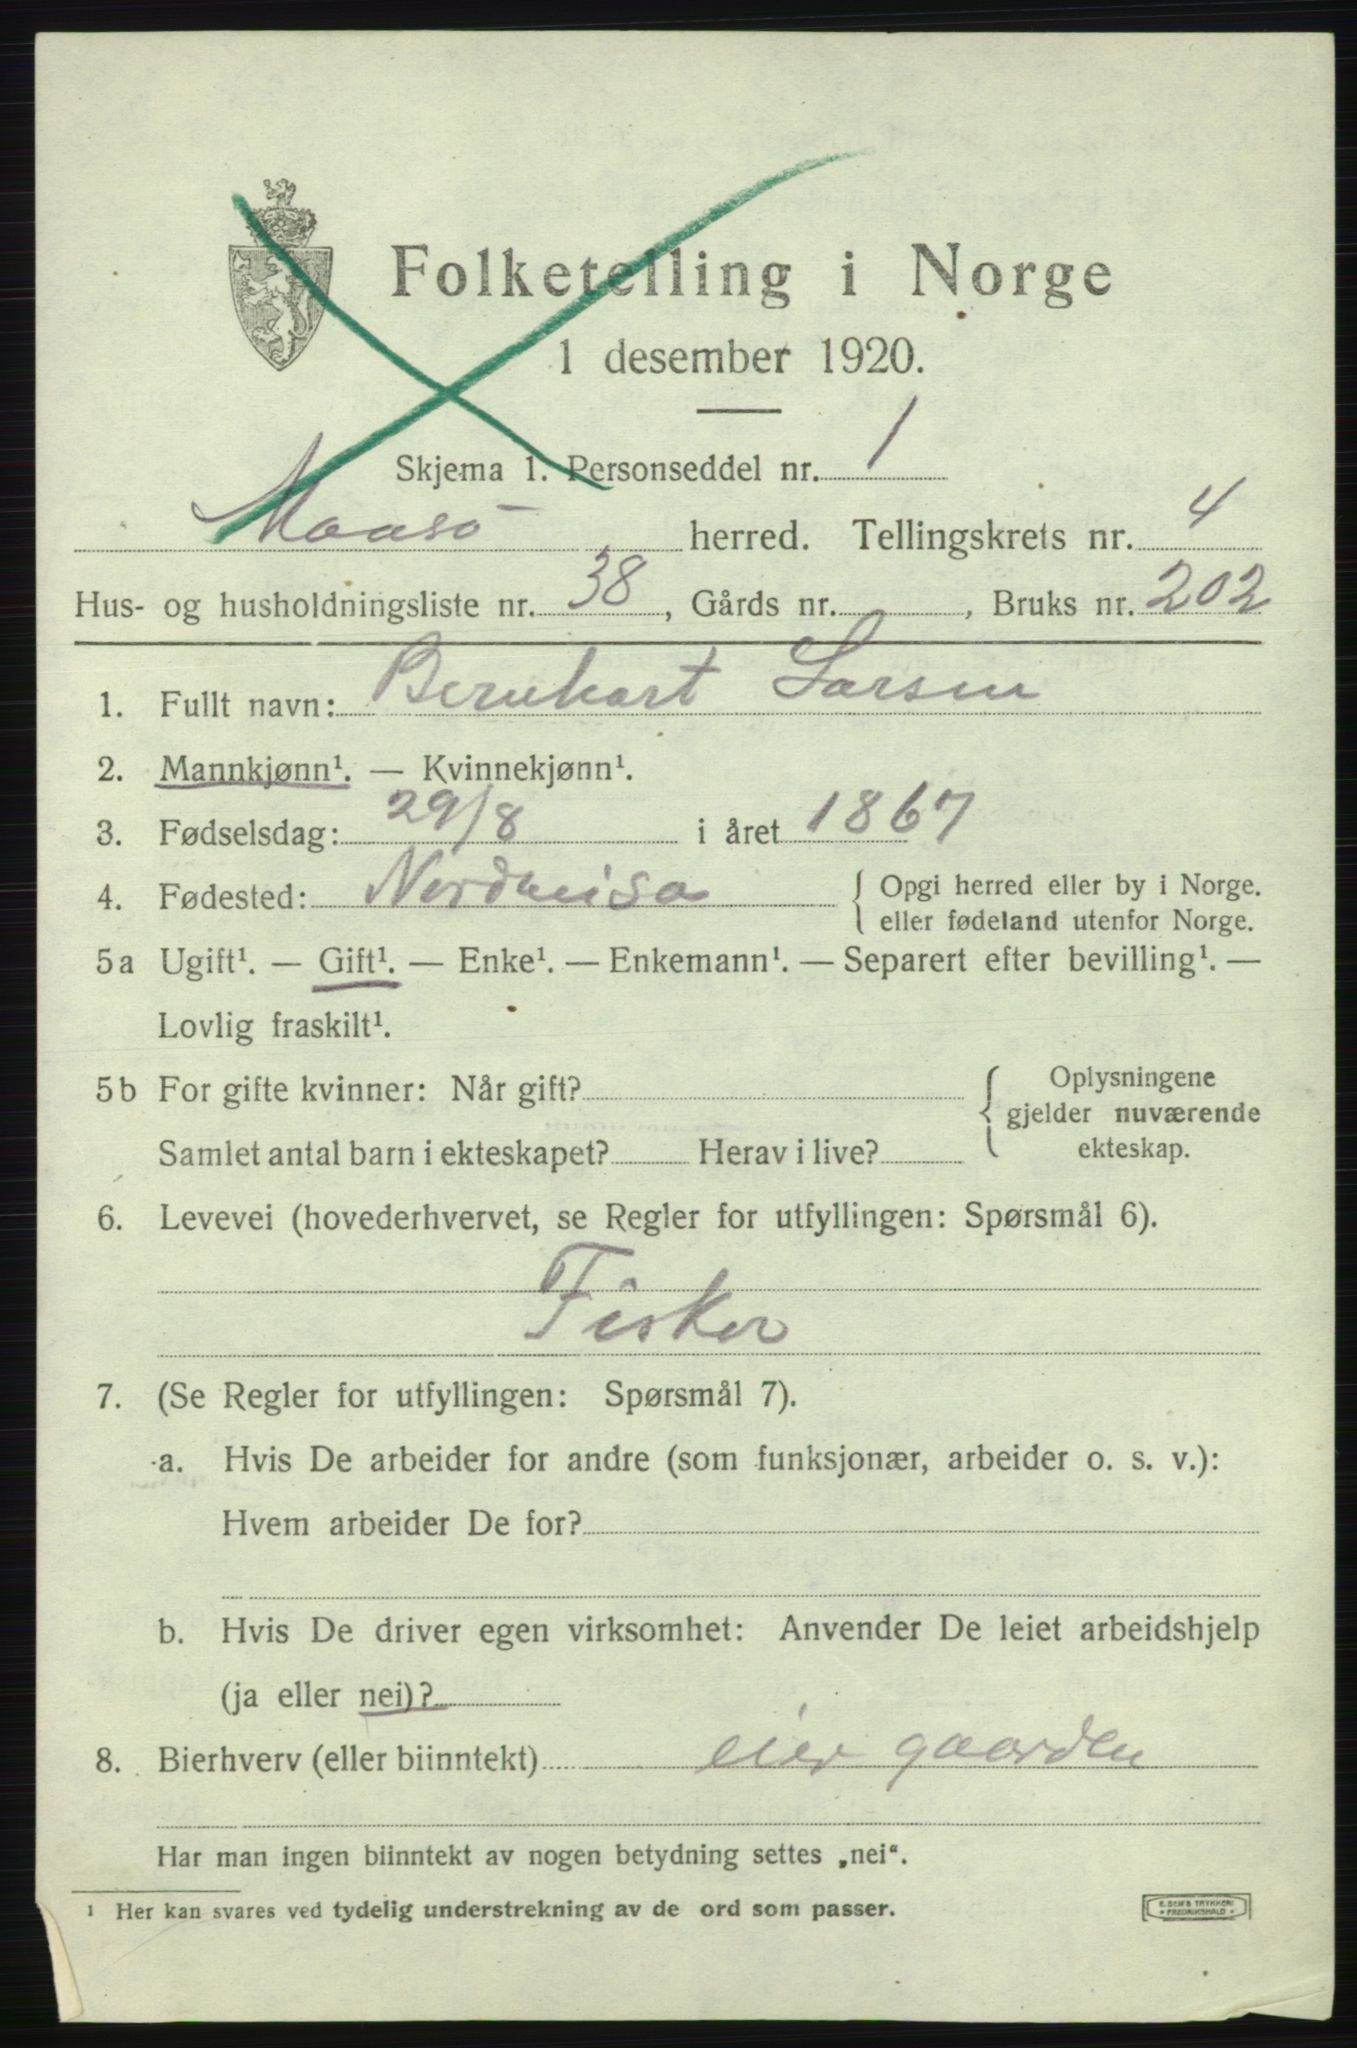 Folketelling i Norge
1 desember 1920.
Skjema 1. Personseddel nr. 1
Maasø herred. Tellingskrets nr. 4
Hus- og husholdningsliste nr. 38, Gårds nr. , Bruks nr. 202
1. Fullt navn: Bernhart Larsen
2. Mannkjønn¹. — Kvinnekjønn¹.
3. Fødselsdag: 29/8 i året 1867
4. Fødested: Nordreisa { Opgi herred eller by i Norge.
eller fødeland utenfor Norge.
5a Ugift¹. — Gift¹. — Enke¹. — Enkemann¹. — Separert efter bevilling¹. —
Lovlig fraskilt¹.
5b For gifte kvinner: Når gift? { Oplysningene
gjelder nuværende
Samlet antal barn i ekteskapet? Herav i live? ekteskap.
6. Levevei (hovederhvervet, se Regler for utfyllingen: Spørsmål 6).
Fisker
7. (Se Regler for utfyllingen: Spørsmål 7).
a. Hvis De arbeider for andre (som funksjonær, arbeider o. s. v.):
Hvem arbeider De for?
b. Hvis De driver egen virksomhet: Anvender De leiet arbeidshjelp
(ja eller nei)?
8. Bierhverv (eller biinntekt) eier gaarden
Har man ingen biinntekt av nogen betydning settes „nei“.
¹ Her kan svares ved tydelig understrekning av de ord som passer.
TRYKKERI
FREDRIKSHALD